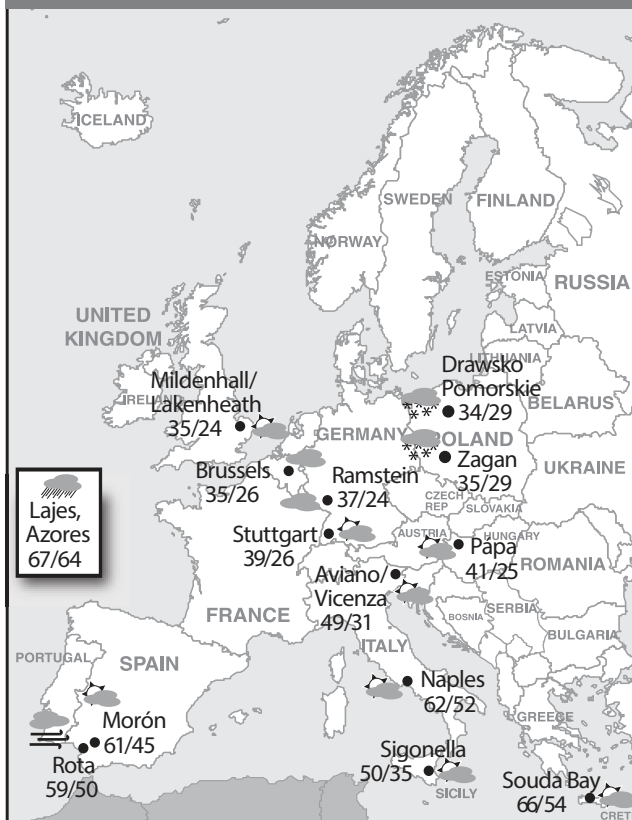 ICELAND
SWEDEN
FINLAND
NORWAY
ESTONIA
RUSSIA
LATVIA
LITHUANIA
UNITED
KINGDOM
IRELAND
Mildenhall/
Lakenheath
35/24
Drawsko
Pomorskie
34/29
BELARUS
GERMANY
POLAND
Zagan
35/29
UKRAINE
Brussels
35/26
Ramstein
37/24
CZECH
REP
SLOVAKIA
Lajes,
Azores
67/64
Stuttgart
39/26
AUSTRIA
HUNGARY
Pápa
41/25
ROMANIA
Aviano/
Vicenza
49/31
FRANCE
BOSNIA
SERBIA
BULGARIA
ITALY
PORTUGAL
SPAIN
Naples
62/52
GREECE
Morón
61/45
Rota
59/50
Sigonella
50/35
SICILY
Souda Bay
66/54
CRETE